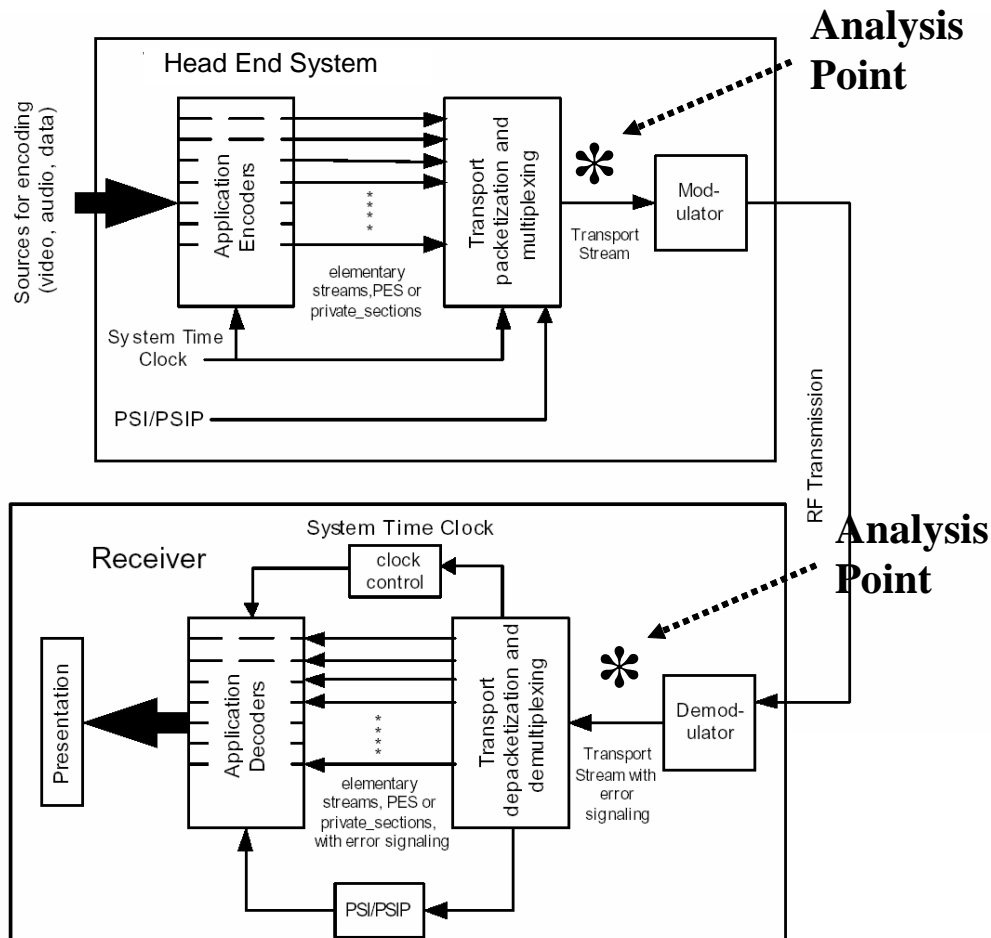 Analysis
Point
Head End System
Sources for encoding
(video, audio, data)
Application
Encoders
****
elementary
streams,PES or
private_sections
Transport
packetization and
multiplexing
*
Transport
Stream
Mod-
ulator
System Time
Clock
PSI/PSIP
RF Transmission
Analysis
Point
Receiver
System Time Clock
clock
control
Presentation
Application
Decoders
****
elementary
streams, PES or
private_sections,
with error signaling
Transport
depacketization and
demultiplexing
*
Transport
Stream with
error
signaling
Demod-
ulator
PSI/PSIP